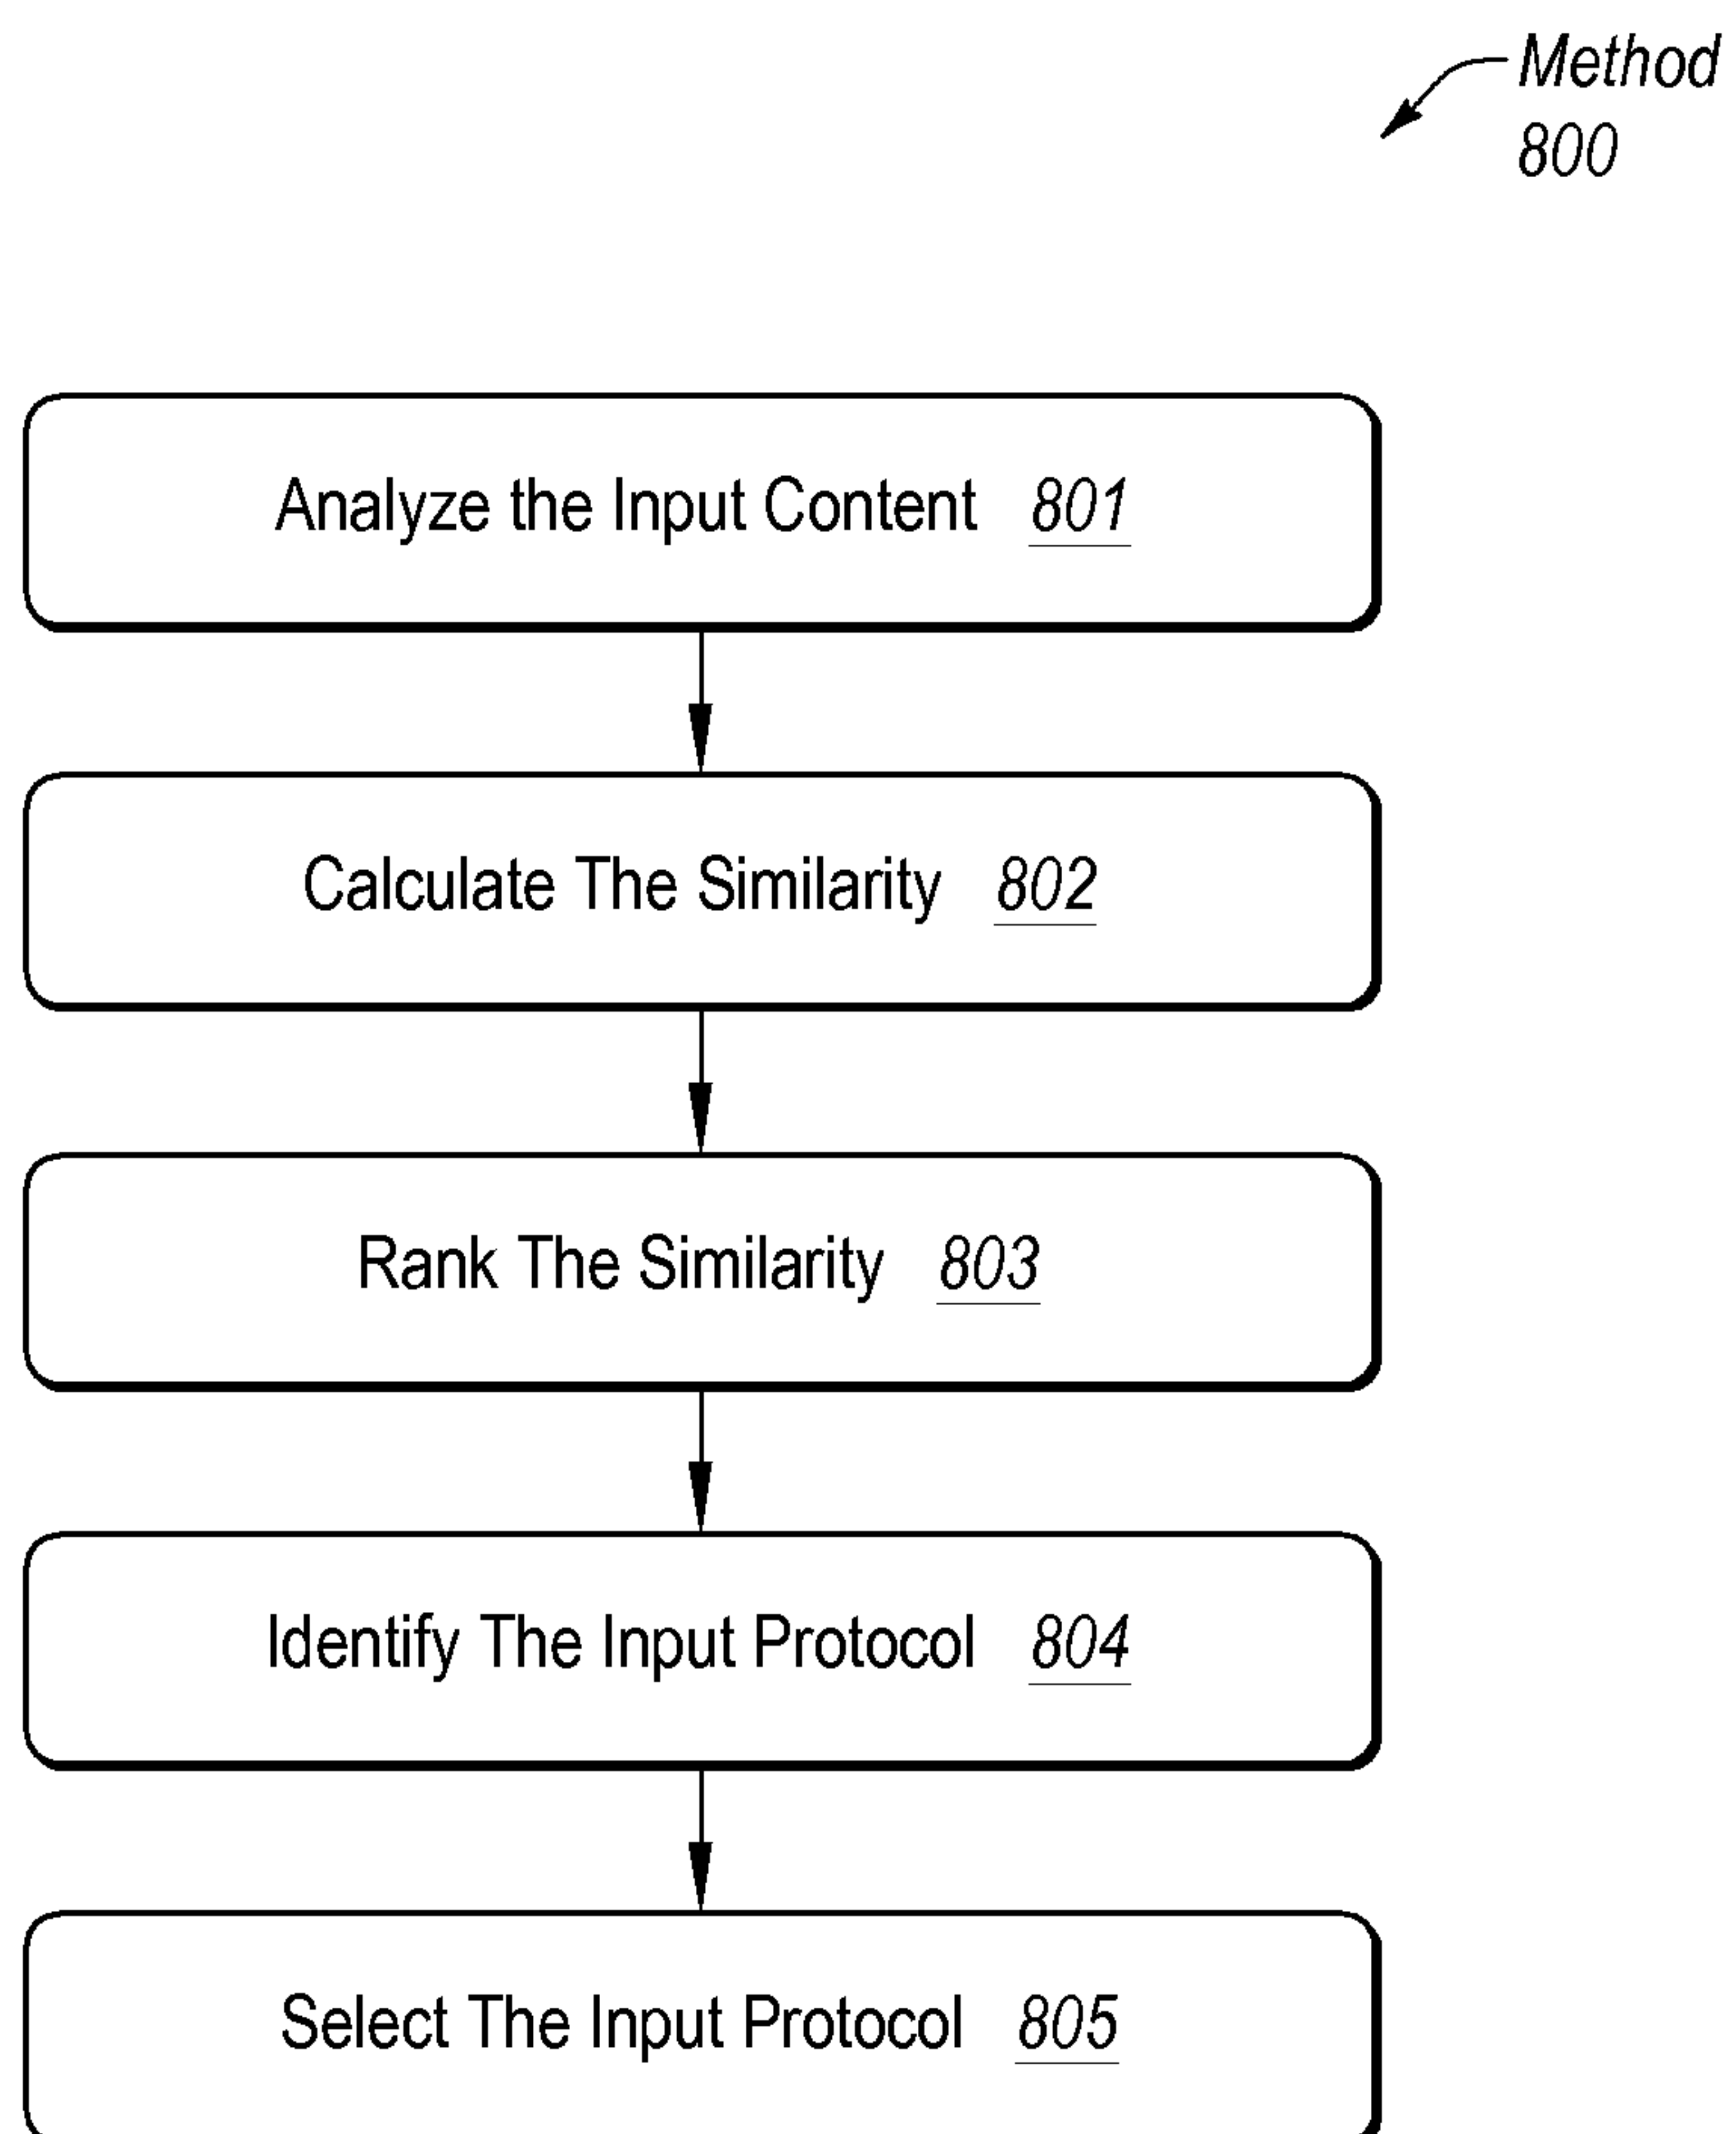 Method
800
Analyze the Input Content 801
Calculate The Similarity 802
Rank The Similarity 803
Identify The Input Protocol 804
Select The Input Protocol 805